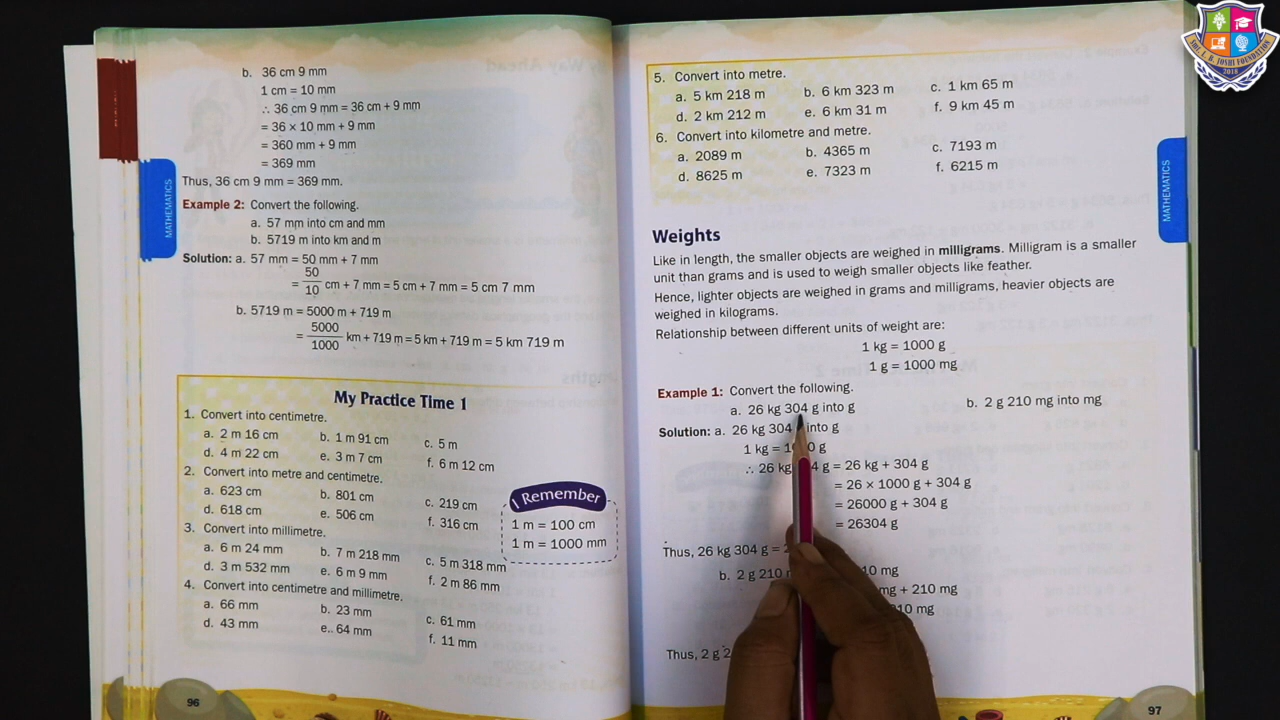 b. 36 cm 9 mm
1 cm = 10 mm
∴ 36 cm 9 mm = 36 cm + 9 mm
= 36 × 10 mm + 9 mm
= 360 mm + 9 mm
= 369 mm
Thus, 36 cm 9 mm = 369 mm.
Example 2: Convert the following.
a. 57 mm into cm and mm
b. 5719 m into km and m
Solution: a. 57 mm = 50 mm + 7 mm
= 50/10 cm + 7 mm = 5 cm + 7 mm = 5 cm 7 mm
b. 5719 m = 5000 m + 719 m
= 5000/1000 km + 719 m = 5 km + 719 m = 5 km 719 m
My Practice Time 1
1. Convert into centimetre.
a. 2 m 16 cm b. 1 m 91 cm c. 5 m
d. 4 m 22 cm e. 3 m 7 cm f. 6 m 12 cm
2. Convert into metre and centimetre.
a. 623 cm b. 801 cm c. 219 cm
d. 618 cm e. 506 cm f. 316 cm
3. Convert into millimetre.
a. 6 m 24 mm b. 7 m 218 mm c. 5 m 318 mm
d. 3 m 532 mm e. 6 m 9 mm f. 2 m 86 mm
4. Convert into centimetre and millimetre.
a. 66 mm b. 23 mm c. 61 mm
d. 43 mm e. 64 mm f. 11 mm
I Remember
1 m = 100 cm
1 m = 1000 mm
MATHEMATICS
96
5. Convert into metre.
a. 5 km 218 m b. 6 km 323 m c. 1 km 65 m
d. 2 km 212 m e. 6 km 31 m f. 9 km 45 m
6. Convert into kilometre and metre.
a. 2089 m b. 4365 m c. 7193 m
d. 8625 m e. 7323 m f. 6215 m
Weights
Like in length, the smaller objects are weighed in milligrams. Milligram is a smaller
unit than grams and is used to weigh smaller objects like feather.
Hence, lighter objects are weighed in grams and milligrams, heavier objects are
weighed in kilograms.
Relationship between different units of weight are:
1 kg = 1000 g
1 g = 1000 mg
Example 1: Convert the following.
a. 26 kg 304 g into g b. 2 g 210 mg into mg
Solution: a. 26 kg 304 into g
1 kg = 1 0 g
∴ 26 kg 4 g = 26 kg + 304 g
= 26 × 1000 g + 304 g
= 26000 g + 304 g
= 26304 g
Thus, 26 kg 304 g = 2
b. 2 g 210 10 mg
mg + 210 mg
10 mg
Thus, 2 g 2
MATHEMATICS
97
SHRI. V. B. JOSHI FOUNDATION
2018